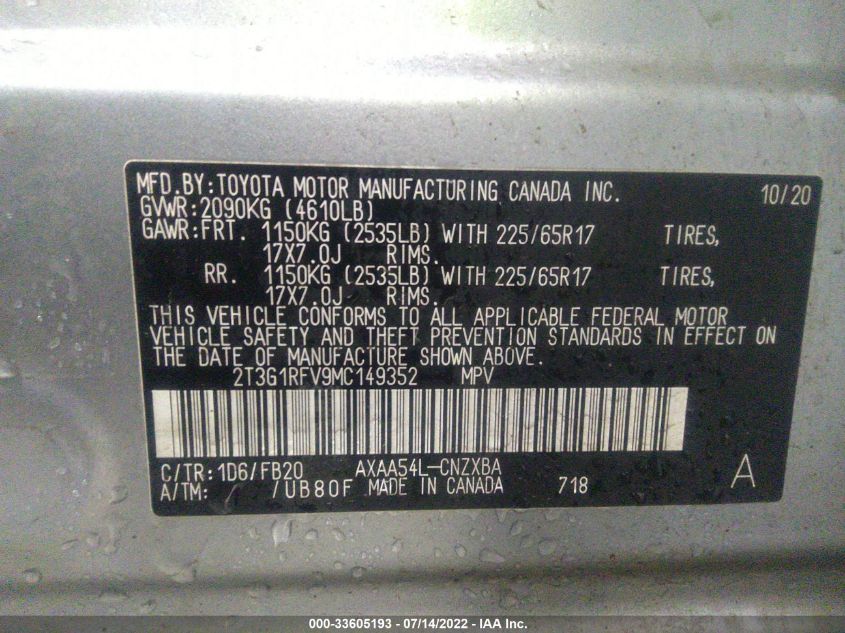 MFD.BY:TOYOTA MOTOR MANUFACTURING CANADA INC. 10/20
GVWR:2090KG (4610LB)
GAWR:FRT. 1150KG (2535LB) WITH 225/65R17 TIRES,
17X7.0J RIMS.
RR. 1150KG (2535LB) WITH 225/65R17 TIRES,
17X7.0J RIMS.
THIS VEHICLE CONFORMS TO ALL APPLICABLE FEDERAL MOTOR
VEHICLE SAFETY AND THEFT PREVENTION STANDARDS IN EFFECT ON
THE DATE OF MANUFACTURE SHOWN ABOVE.
2T3G1RFV9MC149352 MPV
C/TR:1D6/FB20 AXAA54L-CNZXBA
A/TM: / /UB80F MADE IN CANADA 718 A
000-33605193 - 07/14/2022 - IAA Inc.